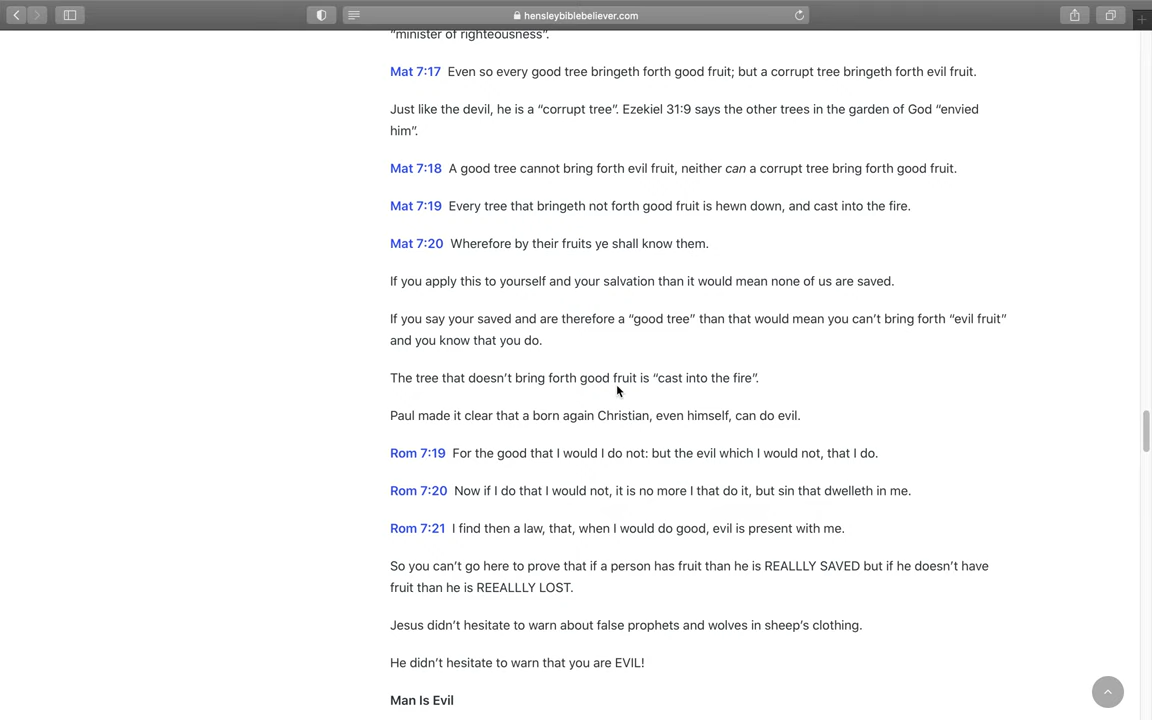 hensleybiblebeliever.com
“minister of righteousness”.
Mat 7:17 Even so every good tree bringeth forth good fruit; but a corrupt tree bringeth forth evil fruit.
Just like the devil, he is a “corrupt tree”. Ezekiel 31:9 says the other trees in the garden of God “envied
him”.
Mat 7:18 A good tree cannot bring forth evil fruit, neither can a corrupt tree bring forth good fruit.
Mat 7:19 Every tree that bringeth not forth good fruit is hewn down, and cast into the fire.
Mat 7:20 Wherefore by their fruits ye shall know them.
If you apply this to yourself and your salvation than it would mean none of us are saved.
If you say your saved and are therefore a “good tree” than that would mean you can’t bring forth “evil fruit”
and you know that you do.
The tree that doesn’t bring forth good fruit is “cast into the fire”.
Paul made it clear that a born again Christian, even himself, can do evil.
Rom 7:19 For the good that I would I do not: but the evil which I would not, that I do.
Rom 7:20 Now if I do that I would not, it is no more I that do it, but sin that dwelleth in me.
Rom 7:21 I find then a law, that, when I would do good, evil is present with me.
So you can’t go here to prove that if a person has fruit than he is REALLLY SAVED but if he doesn’t have
fruit than he is REEALLLY LOST.
Jesus didn’t hesitate to warn about false prophets and wolves in sheep’s clothing.
He didn’t hesitate to warn that you are EVIL!
Man Is Evil